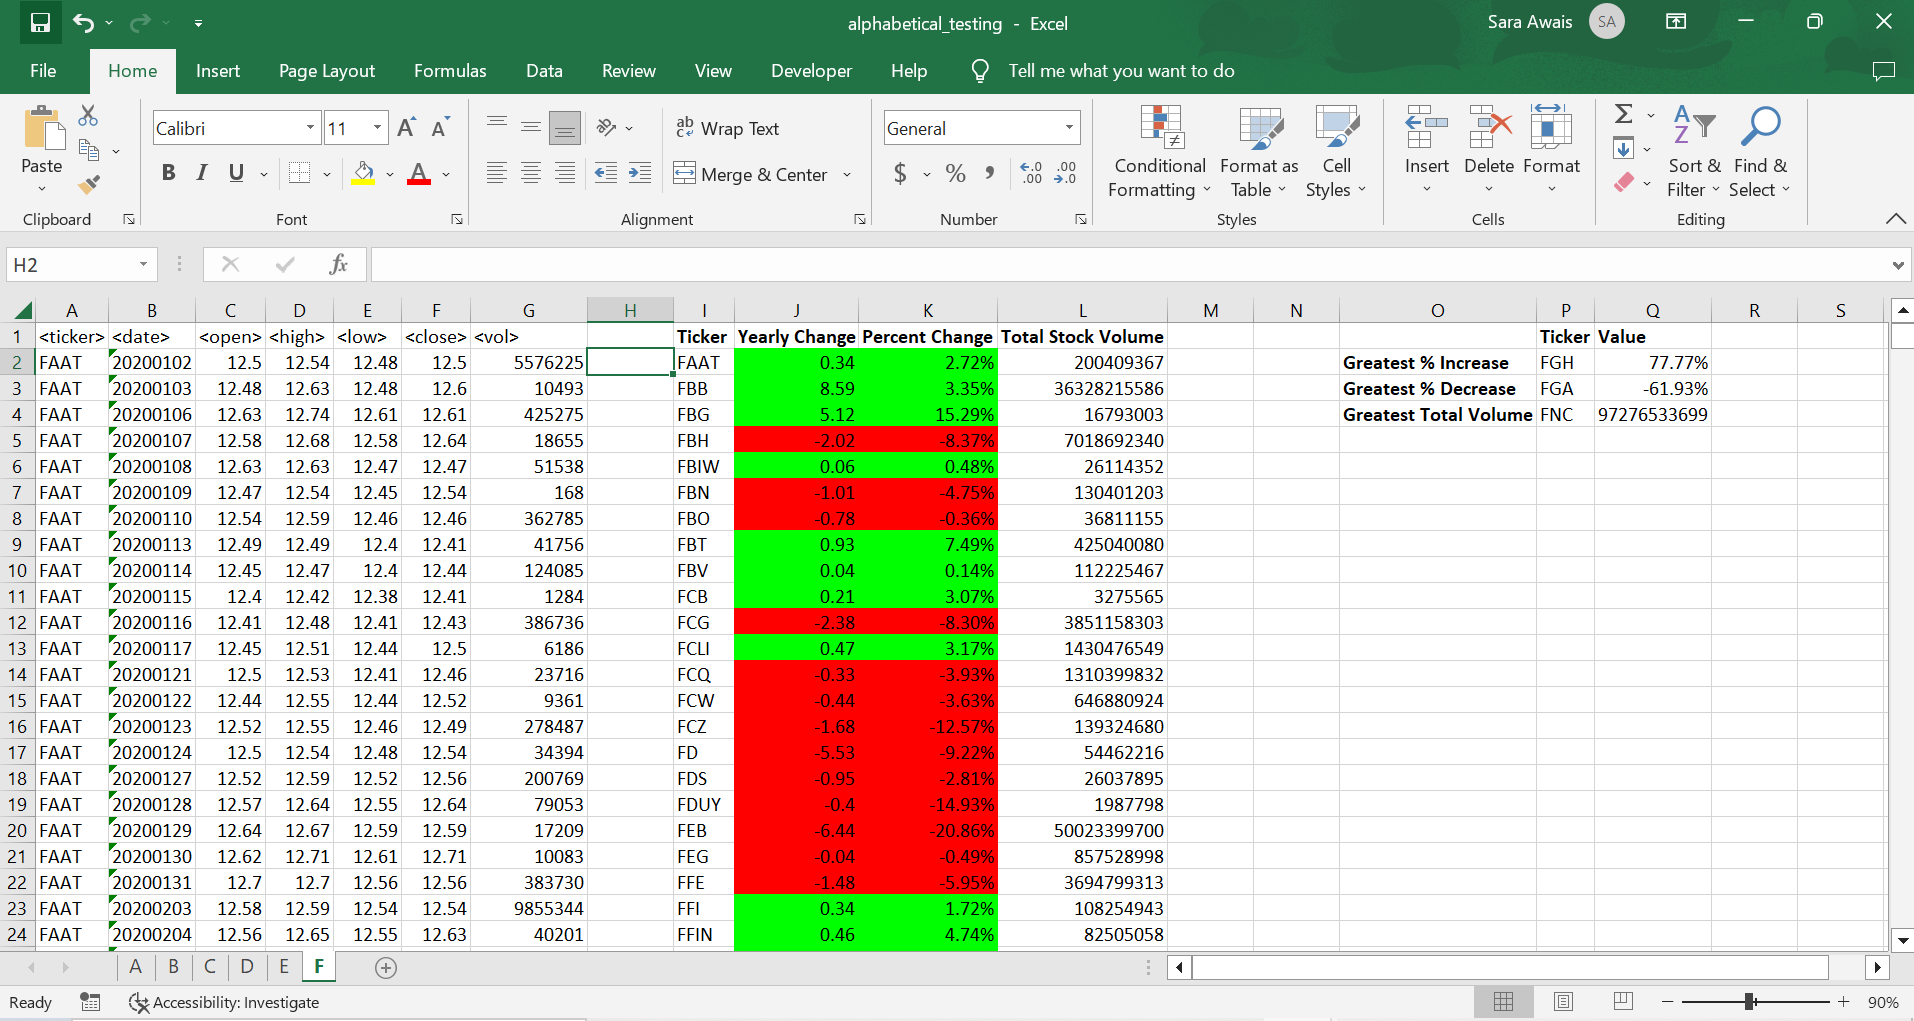 alphabetical_testing - Excel
Sara Awais SA
File Home Insert Page Layout Formulas Data Review View Developer Help Tell me what you want to do
Calibri 11 ab Wrap Text General
Paste B I U A Merge & Center $ % Conditional Formatting Format as Table Cell Styles Insert Delete Format Sort & Filter Find & Select
Clipboard Font Alignment Number Styles Cells Editing
H2 fx
A B C D E F G H I J K L M N O P Q R S
1 <ticker> <date> <open> <high> <low> <close> <vol> Ticker Yearly Change Percent Change Total Stock Volume Ticker Value
2 FAAT 20200102 12.5 12.54 12.48 12.5 5576225 FAAT 0.34 2.72% 200409367 Greatest % Increase FGH 77.77%
3 FAAT 20200103 12.48 12.63 12.48 12.6 10493 FBB 8.59 3.35% 36328215586 Greatest % Decrease FGA -61.93%
4 FAAT 20200106 12.63 12.74 12.61 12.61 425275 FBG 5.12 15.29% 16793003 Greatest Total Volume FNC 97276533699
5 FAAT 20200107 12.58 12.68 12.58 12.64 18655 FBH -2.02 -8.37% 7018692340
6 FAAT 20200108 12.63 12.63 12.47 12.47 51538 FBIW 0.06 0.48% 26114352
7 FAAT 20200109 12.47 12.54 12.45 12.54 168 FBN -1.01 -4.75% 130401203
8 FAAT 20200110 12.54 12.59 12.46 12.46 362785 FBO -0.78 -0.36% 36811155
9 FAAT 20200113 12.49 12.49 12.4 12.41 41756 FBT 0.93 7.49% 425040080
10 FAAT 20200114 12.45 12.47 12.4 12.44 124085 FBV 0.04 0.14% 112225467
11 FAAT 20200115 12.4 12.42 12.38 12.41 1284 FCB 0.21 3.07% 3275565
12 FAAT 20200116 12.41 12.48 12.41 12.43 386736 FCG -2.38 -8.30% 3851158303
13 FAAT 20200117 12.45 12.51 12.44 12.5 6186 FCLI 0.47 3.17% 1430476549
14 FAAT 20200121 12.5 12.53 12.41 12.46 23716 FCQ -0.33 -3.93% 1310399832
15 FAAT 20200122 12.44 12.55 12.44 12.52 9361 FCW -0.44 -3.63% 646880924
16 FAAT 20200123 12.52 12.55 12.46 12.49 278487 FCZ -1.68 -12.57% 139324680
17 FAAT 20200124 12.5 12.54 12.48 12.54 34394 FD -5.53 -9.22% 54462216
18 FAAT 20200127 12.52 12.59 12.52 12.56 200769 FDS -0.95 -2.81% 26037895
19 FAAT 20200128 12.57 12.64 12.55 12.64 79053 FDUY -0.4 -14.93% 1987798
20 FAAT 20200129 12.64 12.67 12.59 12.59 17209 FEB -6.44 -20.86% 50023399700
21 FAAT 20200130 12.62 12.71 12.61 12.71 10083 FEG -0.04 -0.49% 857528998
22 FAAT 20200131 12.7 12.7 12.56 12.56 383730 FFE -1.48 -5.95% 3694799313
23 FAAT 20200203 12.58 12.59 12.54 12.54 9855344 FFI 0.34 1.72% 108254943
24 FAAT 20200204 12.56 12.65 12.55 12.63 40201 FFIN 0.46 4.74% 82505058
A B C D E F
Ready Accessibility: Investigate 90%